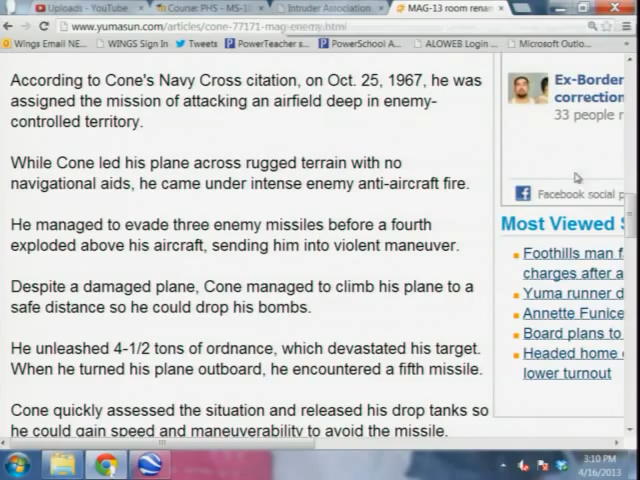 Uploads - YouTube
Course: PHS - MS-1
Intruder Association
MAG-13 room renam
www.yumasun.com/articles/cone-77171-mag-enemy.html
Wings Email NE...
WINGS Sign In
Tweets
PowerTeacher s...
PowerSchool A...
ALOWEB Login ...
Microsoft Outlo...
According to Cone's Navy Cross citation, on Oct. 25, 1967, he was
assigned the mission of attacking an airfield deep in enemy-
controlled territory.
While Cone led his plane across rugged terrain with no
navigational aids, he came under intense enemy anti-aircraft fire.
He managed to evade three enemy missiles before a fourth
exploded above his aircraft, sending him into violent maneuver.
Despite a damaged plane, Cone managed to climb his plane to a
safe distance so he could drop his bombs.
He unleashed 4-1/2 tons of ordnance, which devastated his target.
When he turned his plane outboard, he encountered a fifth missile.
Cone quickly assessed the situation and released his drop tanks so
he could gain speed and maneuverability to avoid the missile.
Ex-Border
correction
33 people r
Facebook social p
Most Viewed S
Foothills man f
charges after a
Yuma runner d
Annette Funice
Board plans to
Headed home
lower turnout
3:10 PM
4/16/2013